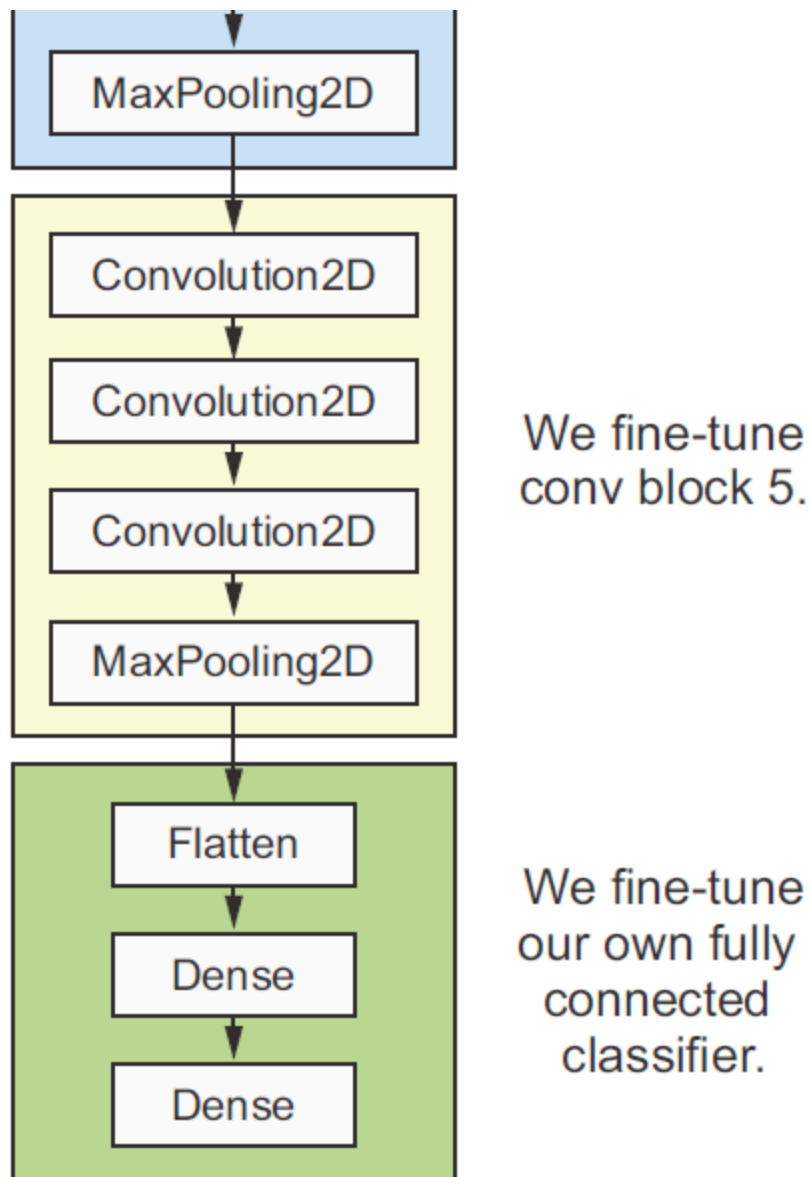 MaxPooling2D
Convolution2D
Convolution2D
Convolution2D
MaxPooling2D
We fine-tune
conv block 5.
Flatten
Dense
Dense
We fine-tune
our own fully
connected
classifier.